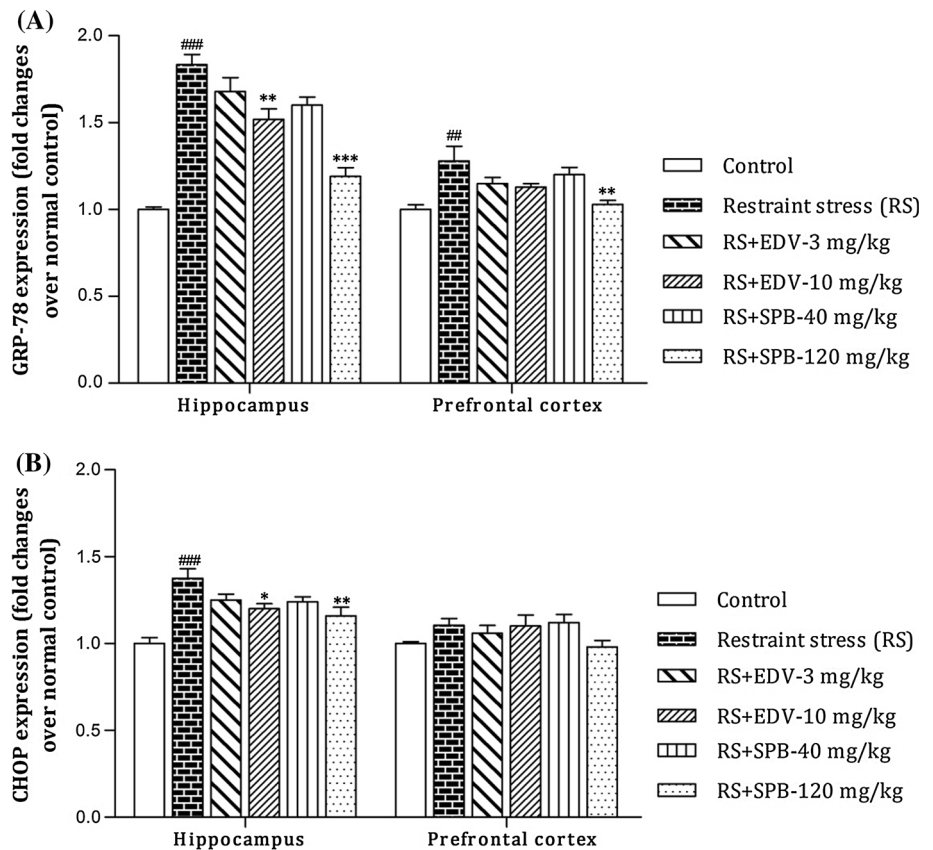 (A)
GRP-78 expression (fold changes
over normal control)
2.0
1.5
1.0
0.5
0.0
###
**
***
##
**
Hippocampus
Prefrontal cortex
Control
Restraint stress (RS)
RS+EDV-3 mg/kg
RS+EDV-10 mg/kg
RS+SPB-40 mg/kg
RS+SPB-120 mg/kg
(B)
CHOP expression (fold changes
over normal control)
2.0
1.5
1.0
0.5
0.0
###
*
**
Hippocampus
Prefrontal cortex
Control
Restraint stress (RS)
RS+EDV-3 mg/kg
RS+EDV-10 mg/kg
RS+SPB-40 mg/kg
RS+SPB-120 mg/kg